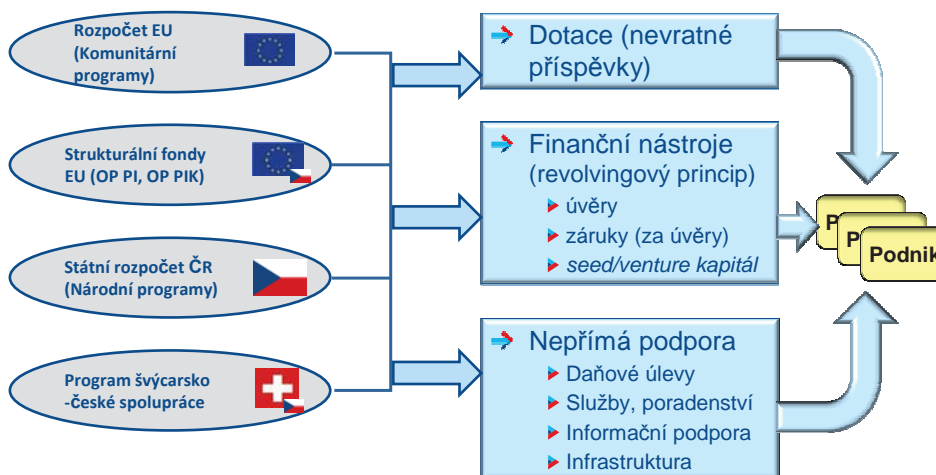 Rozpočet EU
(Komunitární
programy)
Strukturální fondy
EU (OP PI, OP PIK)
Státní rozpočet ČR
(Národní programy)
Program švýcarsko
-české spolupráce
Dotace (nevratné
příspěvky)
Finanční nástroje
(revolvingový princip)
úvěry
záruky (za úvěry)
seed/venture kapitál
Nepřímá podpora
Daňové úlevy
Služby, poradenství
Informační podpora
Infrastruktura
P
P
Podnik